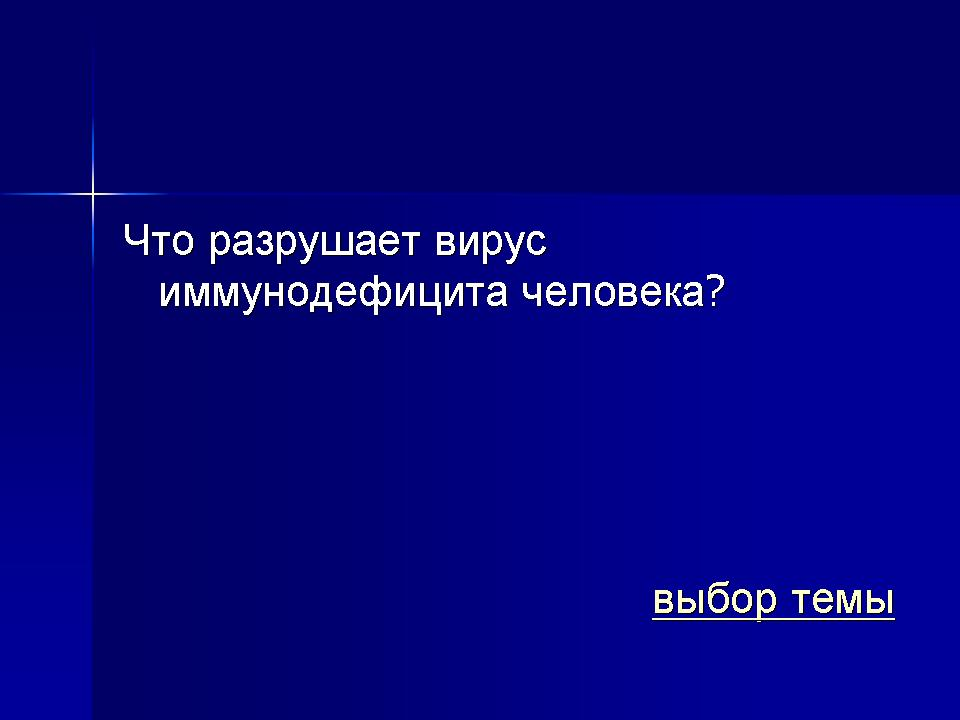 Что разрушает вирус
иммунодефицита человека?
выбор темы